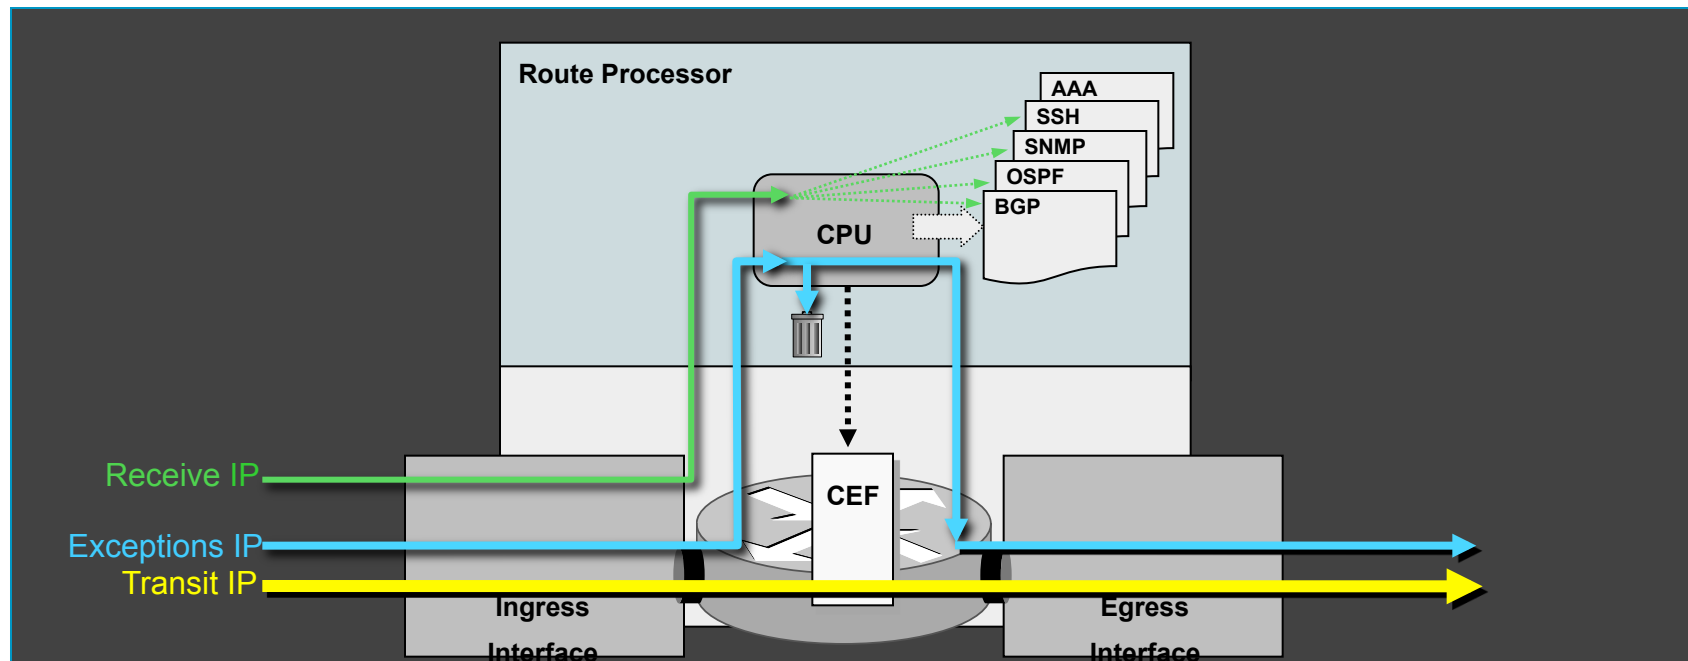 Route Processor
AAA
SSH
SNMP
OSPF
BGP
CPU
Receive IP
CEF
Exceptions IP
Transit IP
Ingress
Interface
Egress
Interface